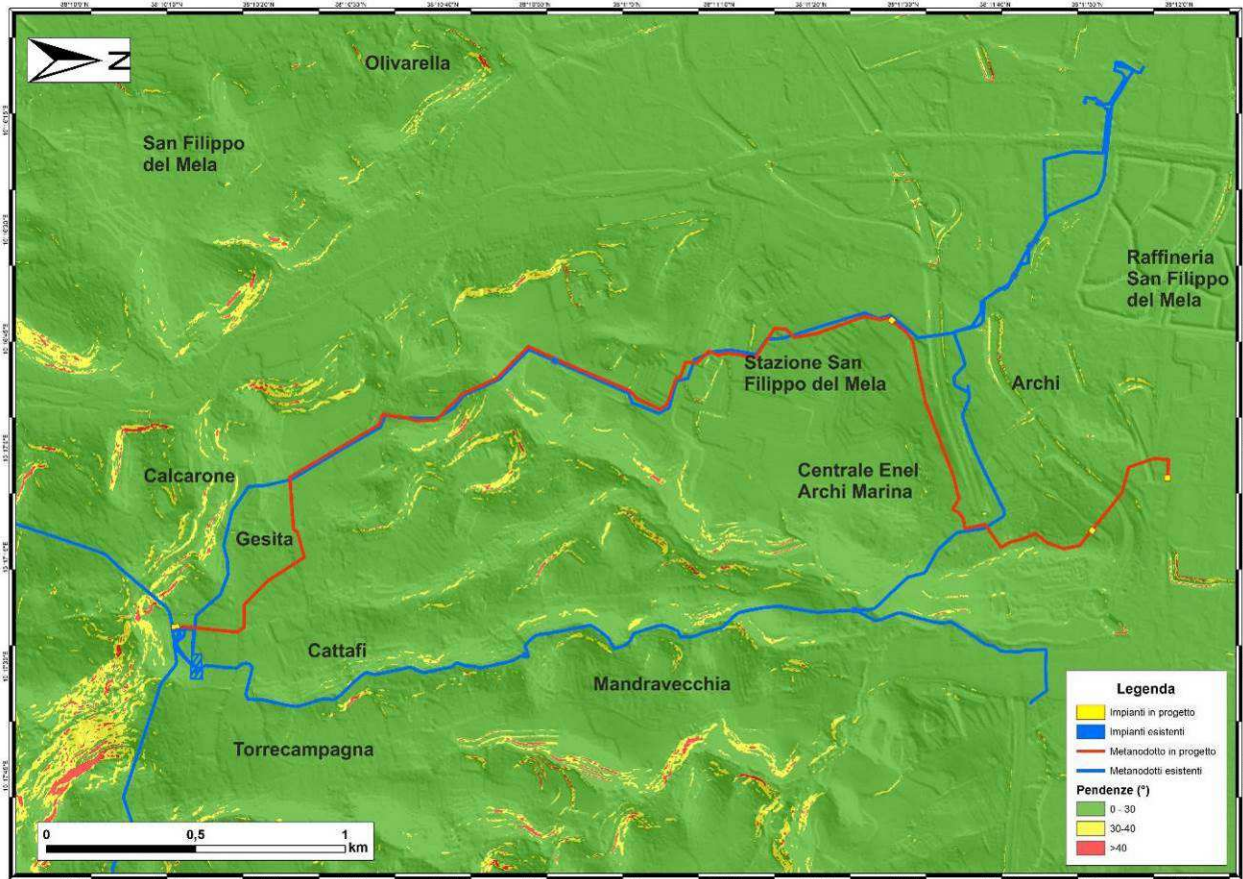 N
Olivarella
San Filippo
del Mela
Raffineria
San Filippo
del Mela
Stazione San
Filippo del Mela
Archi
Calcarone
Centrale Enel
Archi Marina
Gesita
Cattafi
Mandravecchia
Torrecampagna
Legenda
Impianti in progetto
Impianti esistenti
Metanodotto in progetto
Metanodotti esistenti
Pendenze (°)
0 - 30
30-40
>40
0
0,5
1
km